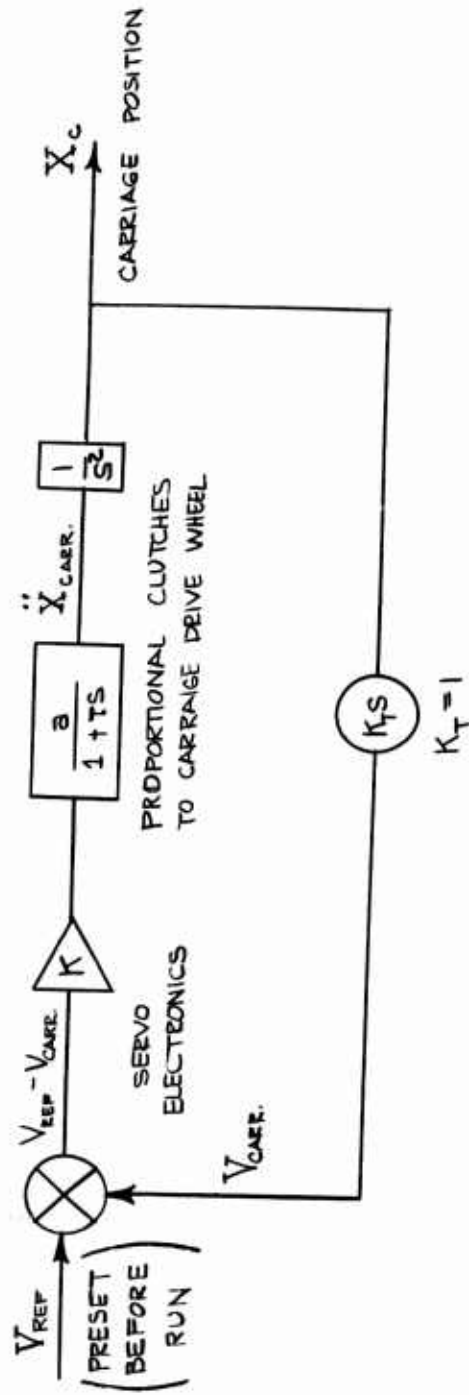 V_REF
(PRESET
BEFORE
RUN)
V_REF - V_CARR.
K
SERVO
ELECTRONICS
a
1 + TS
PROPORTIONAL CLUTCHES
TO CARRAIGE DRIVE WHEEL
Ẍ_CARR.
1
S²
X_C
CARRIAGE POSITION
V_CARR.
K_TS
K_T = 1